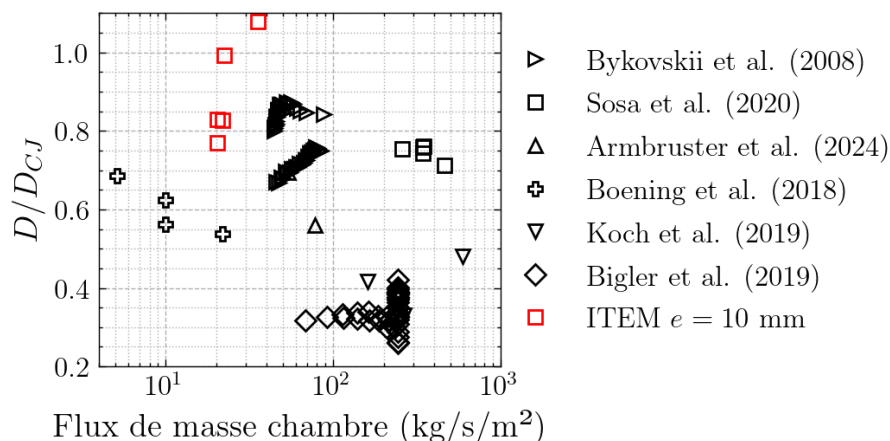 1.0
0.8
0.6
0.4
0.2
D/D_{CJ}
10^1
10^2
10^3
Flux de masse chambre (kg/s/m²)
Bykovskii et al. (2008)
Sosa et al. (2020)
Armbruster et al. (2024)
Boening et al. (2018)
Koch et al. (2019)
Bigler et al. (2019)
ITEM e = 10 mm